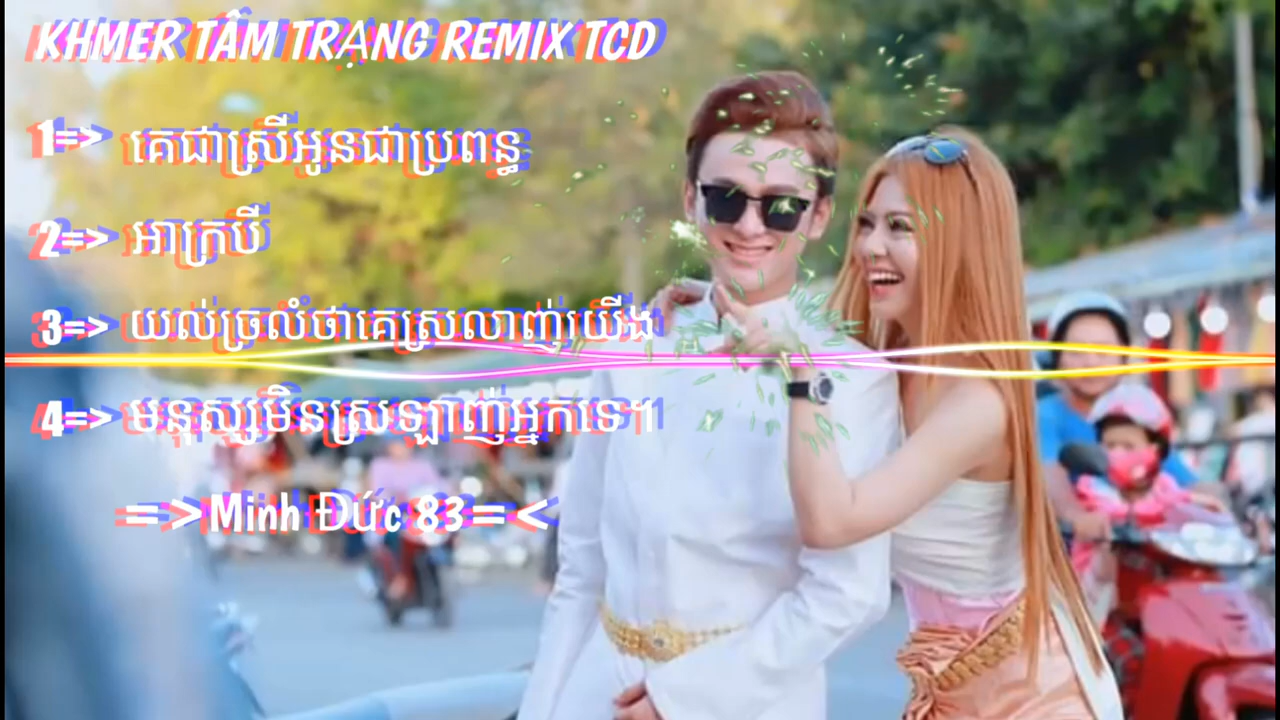 KHMER TÂM TRẠNG REMIX TCD
1=> គេជាស្រីអូនជាប្រពន្ធ
2=> អាក្របី
3=> យល់ច្រលំថាគេស្រលាញ់យើង
4=> មនុស្សមិនស្រឡាញ់អ្នកទេ។
=>Minh Đức 83=<